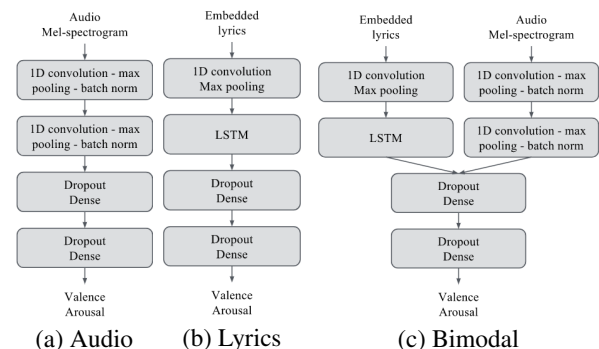 Audio
Mel-spectrogram
1D convolution - max
pooling - batch norm
1D convolution - max
pooling - batch norm
Dropout
Dense
Dropout
Dense
Valence
Arousal
(a) Audio
Embedded
lyrics
1D convolution
Max pooling
LSTM
Dropout
Dense
Dropout
Dense
Valence
Arousal
(b) Lyrics
Embedded
lyrics
Audio
Mel-spectrogram
1D convolution
Max pooling
1D convolution - max
pooling - batch norm
LSTM
1D convolution - max
pooling - batch norm
Dropout
Dense
Dropout
Dense
Valence
Arousal
(c) Bimodal